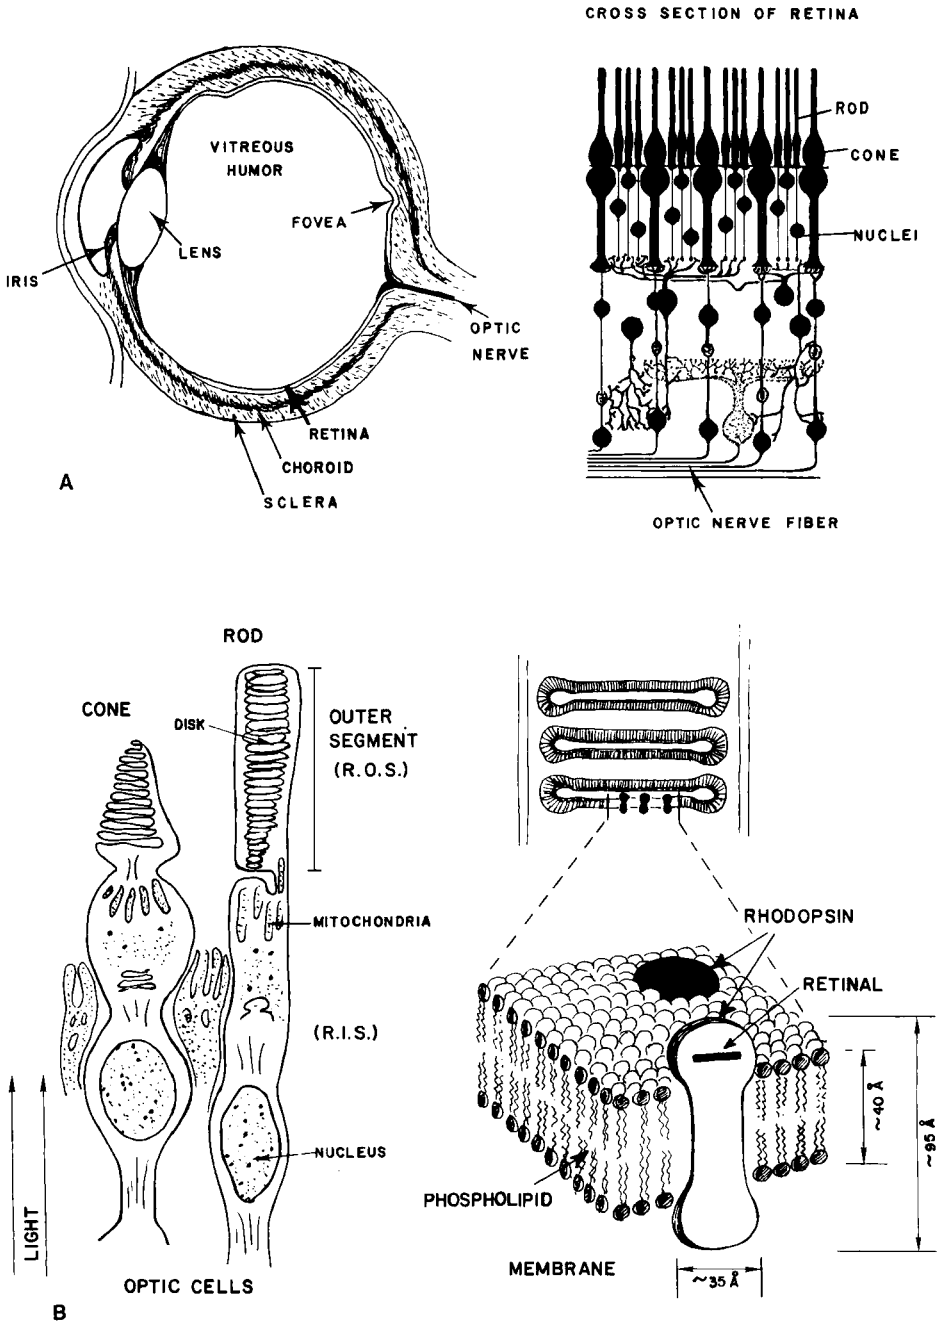 CROSS SECTION OF RETINA
VITREOUS
HUMOR
FOVEA
LENS
IRIS
OPTIC
NERVE
RETINA
CHOROID
SCLERA
A
ROD
CONE
NUCLEI
OPTIC NERVE FIBER
ROD
CONE
DISK
OUTER
SEGMENT
(R.O.S.)
MITOCHONDRIA
(R.I.S.)
NUCLEUS
LIGHT
OPTIC CELLS
B
RHODOPSIN
RETINAL
~40 Å
~95 Å
PHOSPHOLIPID
MEMBRANE
~35 Å